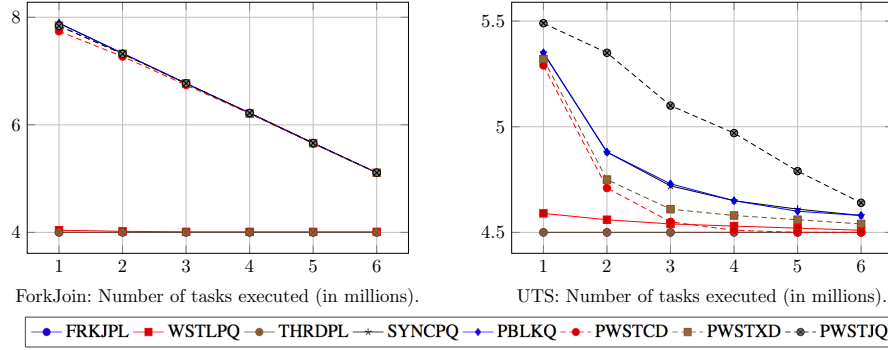 8
6
4
1 2 3 4 5 6
ForkJoin: Number of tasks executed (in millions).
5.5
5
4.5
1 2 3 4 5 6
UTS: Number of tasks executed (in millions).
FRKJPL WSTLPQ THRDPL SYNCPQ PBLKQ PWSTCD PWSTXD PWSTJQ